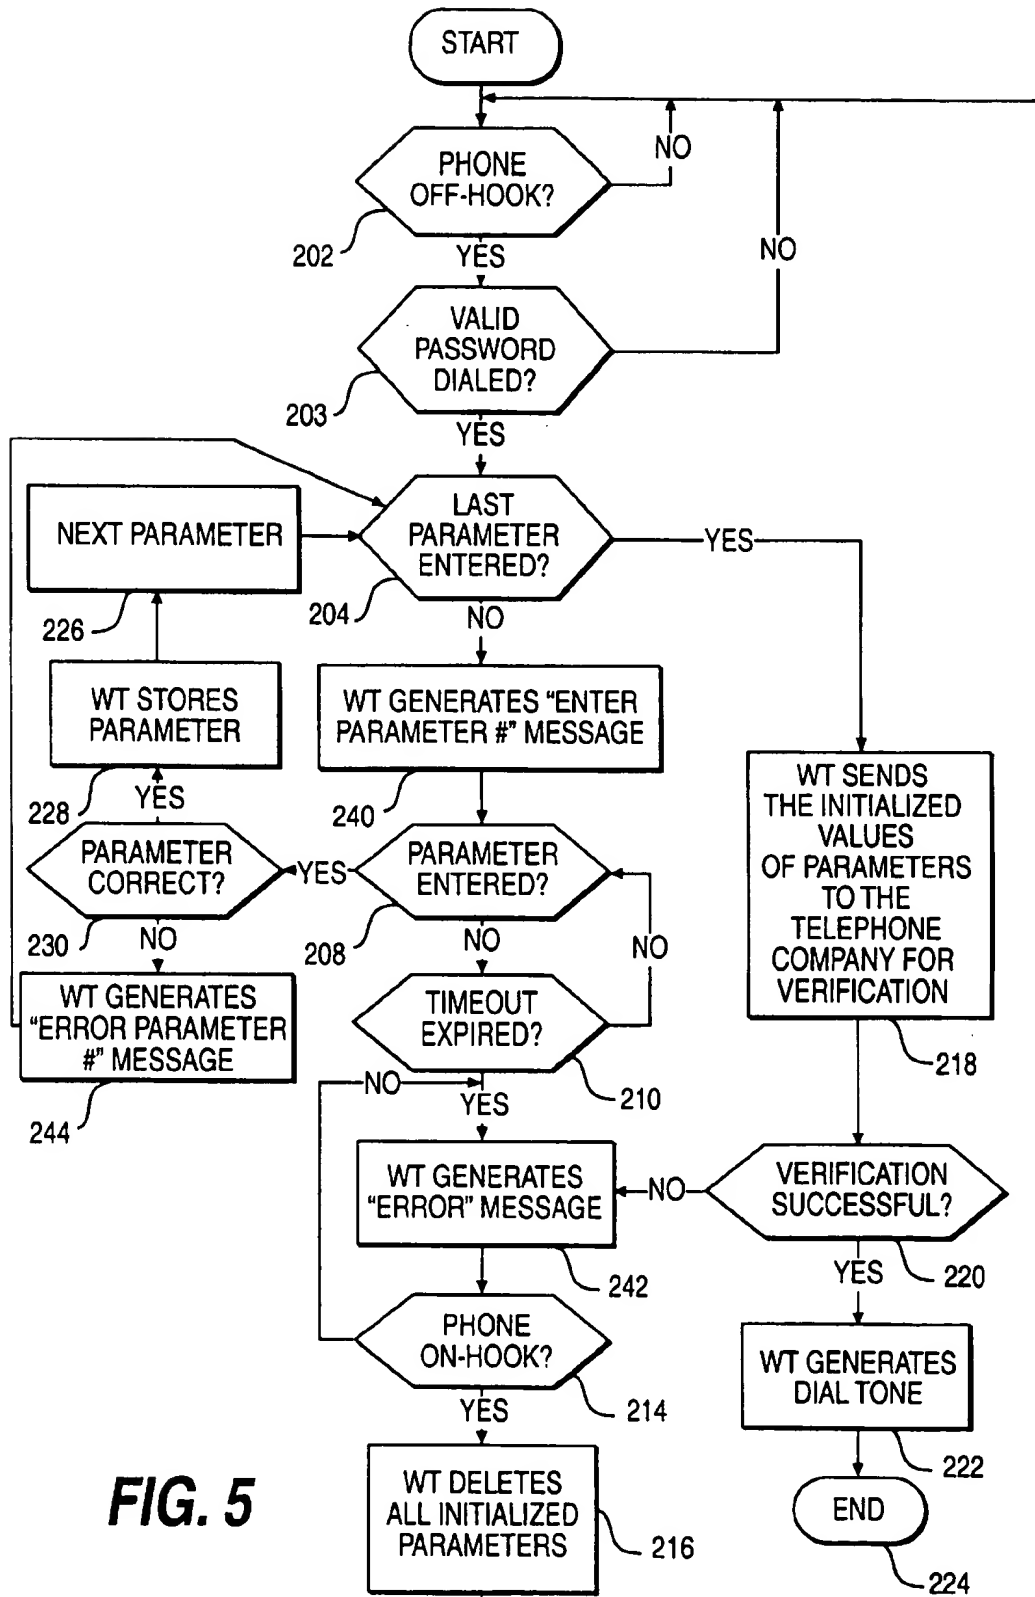 START
PHONE
OFF-HOOK?
NO
202
YES
NO
VALID
PASSWORD
DIALED?
203
YES
LAST
PARAMETER
ENTERED?
YES
NEXT PARAMETER
226
204
NO
WT STORES
PARAMETER
228
YES
WT GENERATES “ENTER
PARAMETER #” MESSAGE
240
WT SENDS
THE INITIALIZED
VALUES
OF PARAMETERS
TO THE
TELEPHONE
COMPANY FOR
VERIFICATION
218
PARAMETER
CORRECT?
230
NO
YES
PARAMETER
ENTERED?
208
NO
NO
WT GENERATES
“ERROR PARAMETER
#” MESSAGE
244
TIMEOUT
EXPIRED?
210
NO
YES
WT GENERATES
“ERROR” MESSAGE
242
NO
VERIFICATION
SUCCESSFUL?
220
YES
PHONE
ON-HOOK?
214
YES
WT GENERATES
DIAL TONE
222
WT DELETES
ALL INITIALIZED
PARAMETERS
216
END
224
FIG. 5